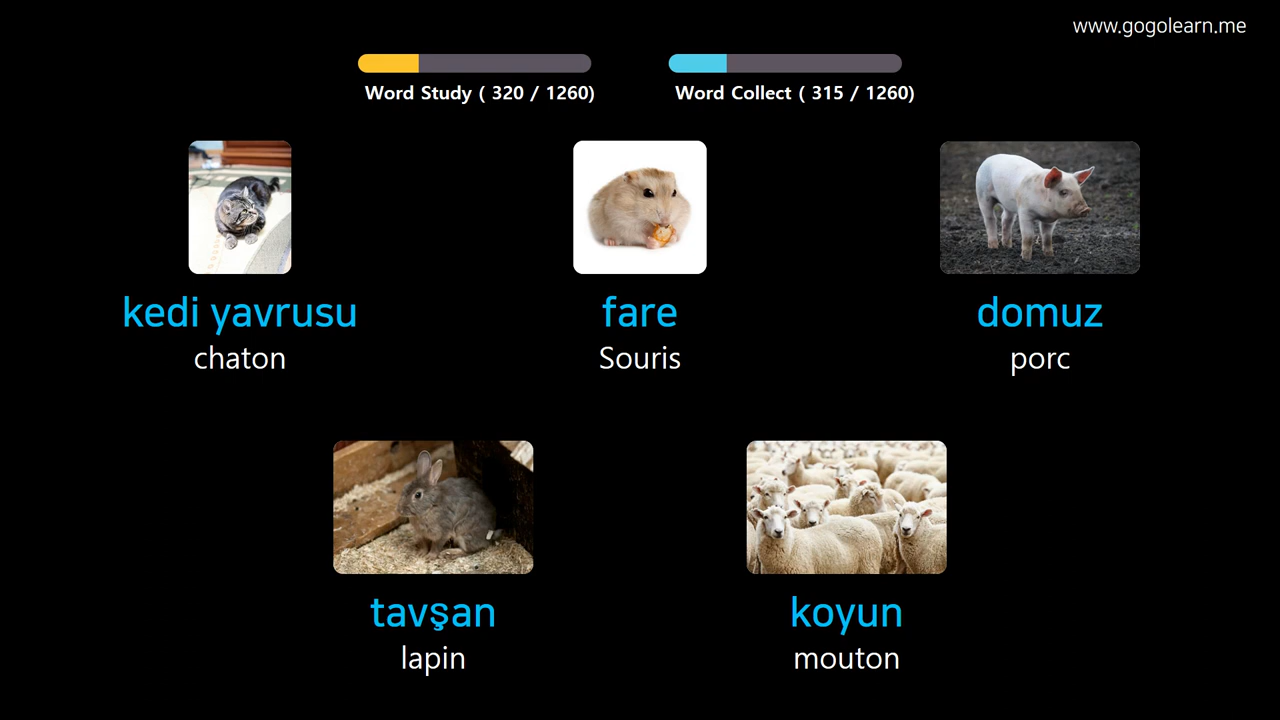 www.gogolearn.me
Word Study ( 320 / 1260)
Word Collect ( 315 / 1260)
kedi yavrusu
chaton
fare
Souris
domuz
porc
tavşan
lapin
koyun
mouton